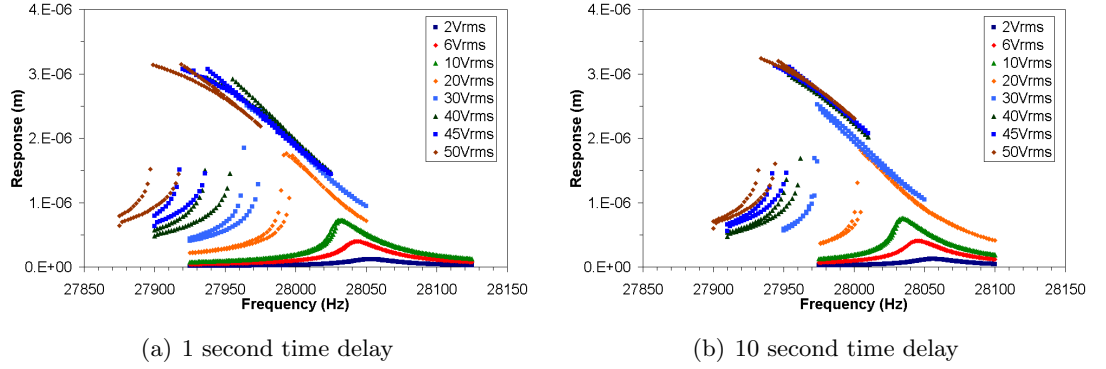 4.E-06
3.E-06
2.E-06
1.E-06
0.E+00
Response (m)
27850 27900 27950 28000 28050 28100 28150
Frequency (Hz)
2Vrms
6Vrms
10Vrms
20Vrms
30Vrms
40Vrms
45Vrms
50Vrms
(a) 1 second time delay
4.E-06
3.E-06
2.E-06
1.E-06
0.E+00
Response (m)
27850 27900 27950 28000 28050 28100 28150
Frequency (Hz)
2Vrms
6Vrms
10Vrms
20Vrms
30Vrms
40Vrms
45Vrms
50Vrms
(b) 10 second time delay